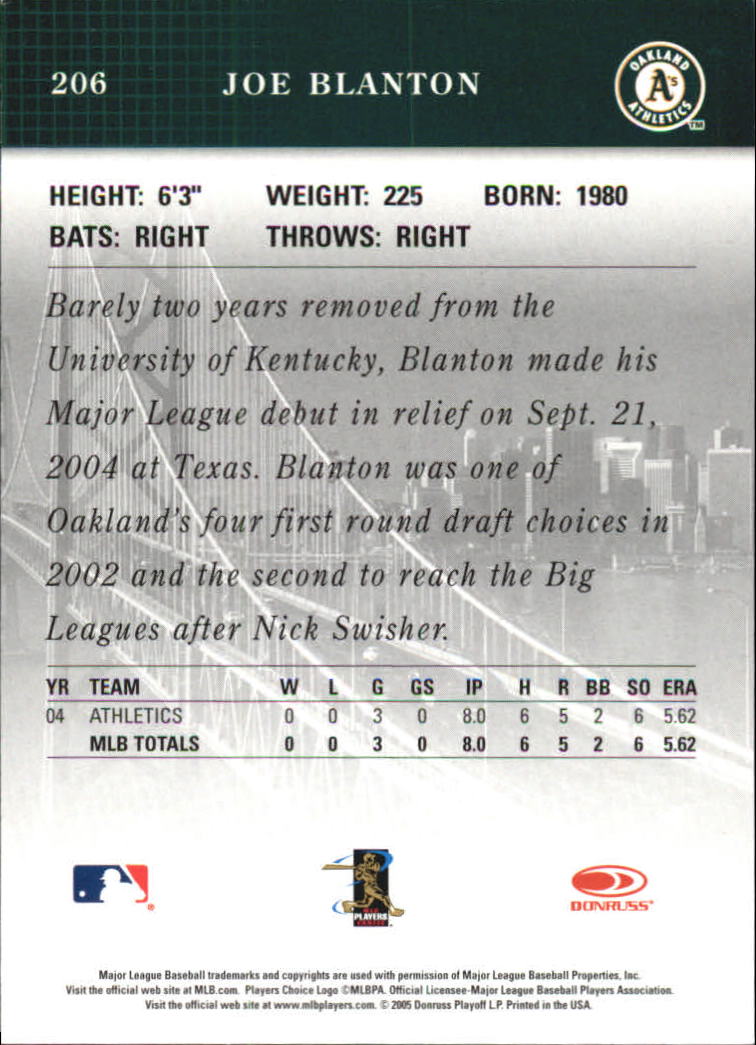 206 JOE BLANTON
OAKLAND A's ATHLETICS TM
HEIGHT: 6'3" WEIGHT: 225 BORN: 1980
BATS: RIGHT THROWS: RIGHT
Barely two years removed from the
University of Kentucky, Blanton made his
Major League debut in relief on Sept. 21,
2004 at Texas. Blanton was one of
Oakland's four first round draft choices in
2002 and the second to reach the Big
Leagues after Nick Swisher.
YR TEAM W L G GS IP H R BB SO ERA
04 ATHLETICS 0 0 3 0 8.0 6 5 2 6 5.62
MLB TOTALS 0 0 3 0 8.0 6 5 2 6 5.62
PLAYERS
DONRUSS
Major League Baseball trademarks and copyrights are used with permission of Major League Baseball Properties, Inc.
Visit the official web site at MLB.com. Players Choice Logo ©MLBPA. Official Licensee-Major League Baseball Players Association.
Visit the official web site at www.mlbplayers.com. © 2005 Donruss Playoff L.P. Printed in the USA.